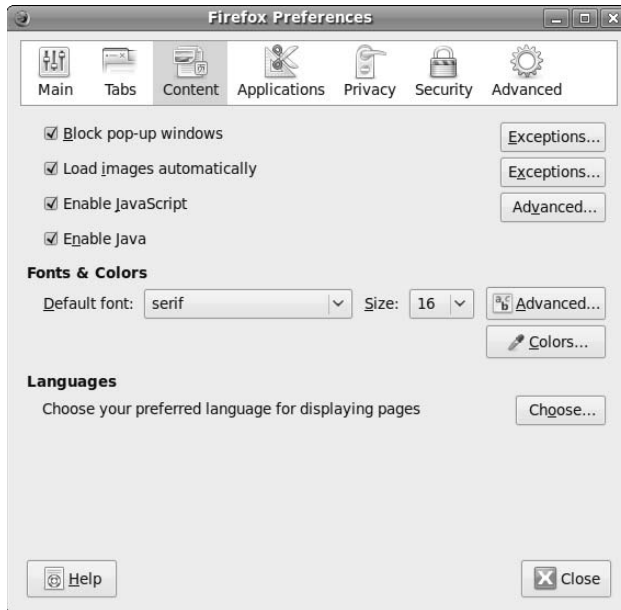 Firefox Preferences
Main Tabs Content Applications Privacy Security Advanced
Block pop-up windows Exceptions...
Load images automatically Exceptions...
Enable JavaScript Advanced...
Enable Java
Fonts & Colors
Default font: serif Size: 16 Advanced...
Colors...
Languages
Choose your preferred language for displaying pages Choose...
Help Close